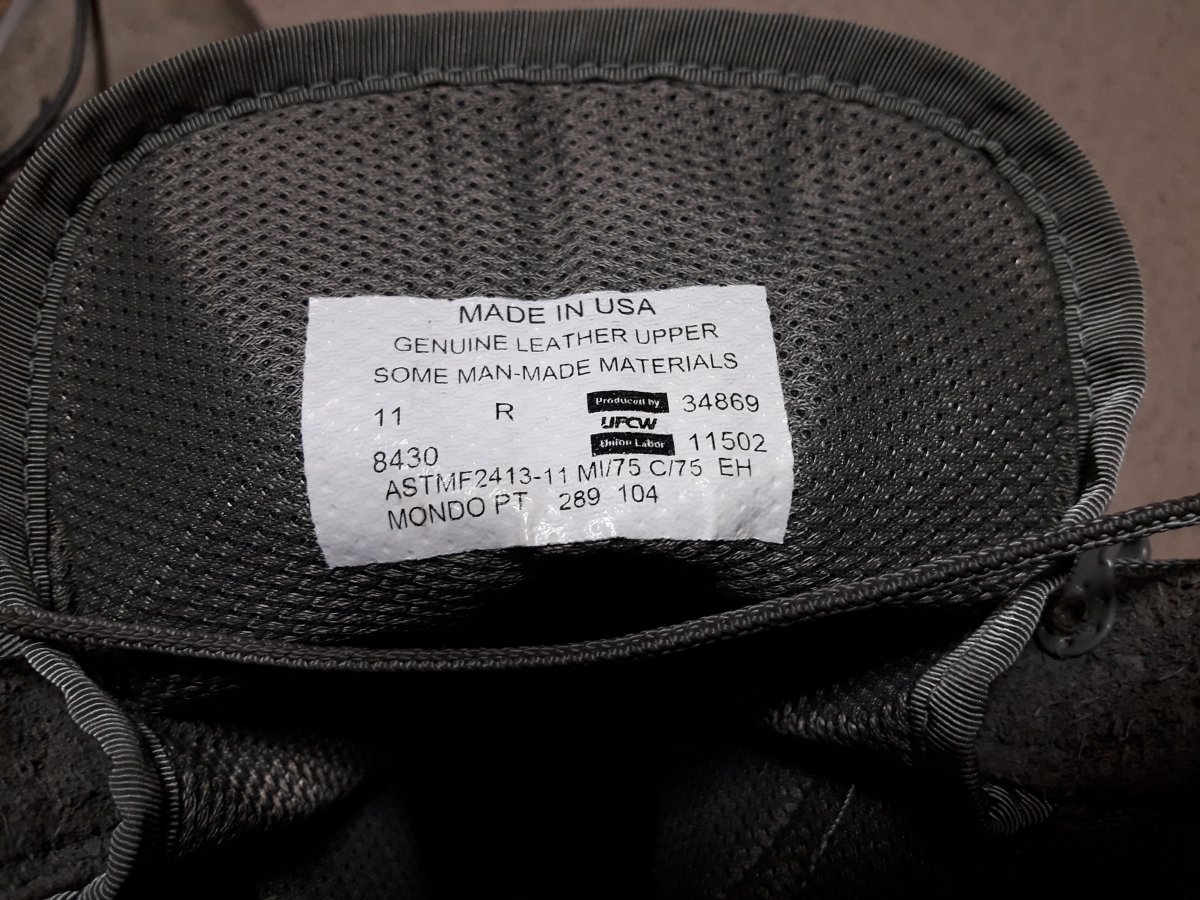 MADE IN USA
GENUINE LEATHER UPPER
SOME MAN-MADE MATERIALS
11 R Produced by 34869
UFCW
8430 Union Labor 11502
ASTMF2413-11 MI/75 C/75 EH
MONDO PT 289 104